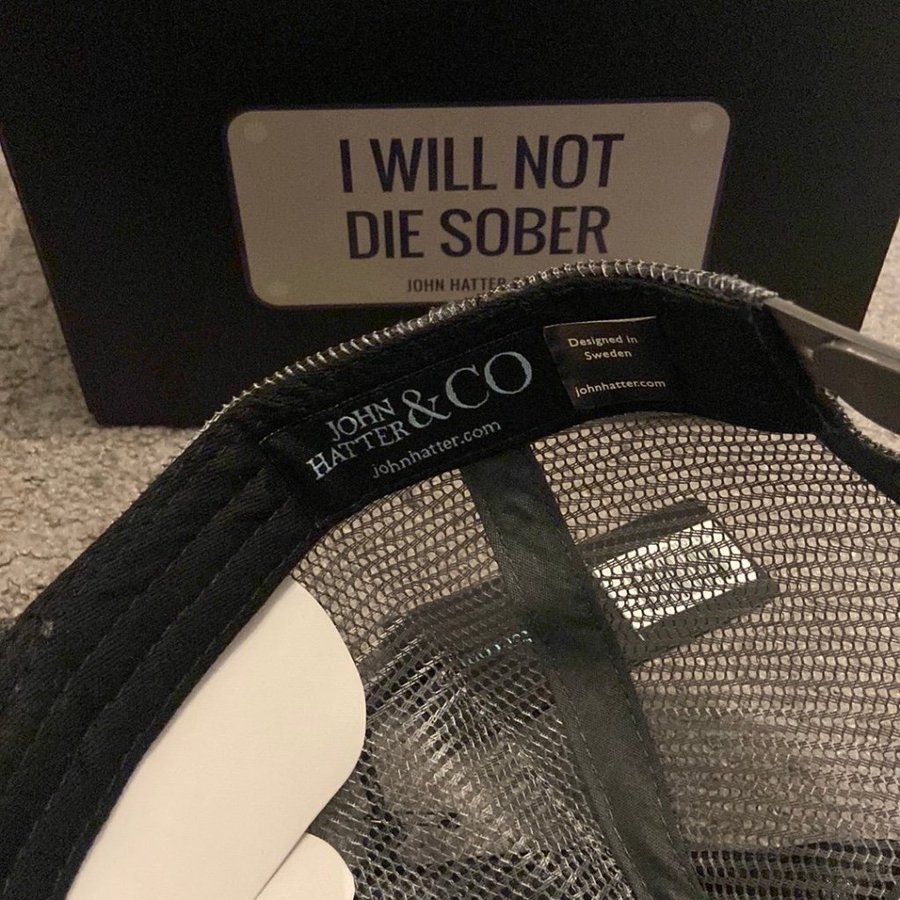 I WILL NOT
DIE SOBER
JOHN HATTER
JOHN
HATTER & CO
johnhatter.com
Designed in
Sweden
johnhatter.com